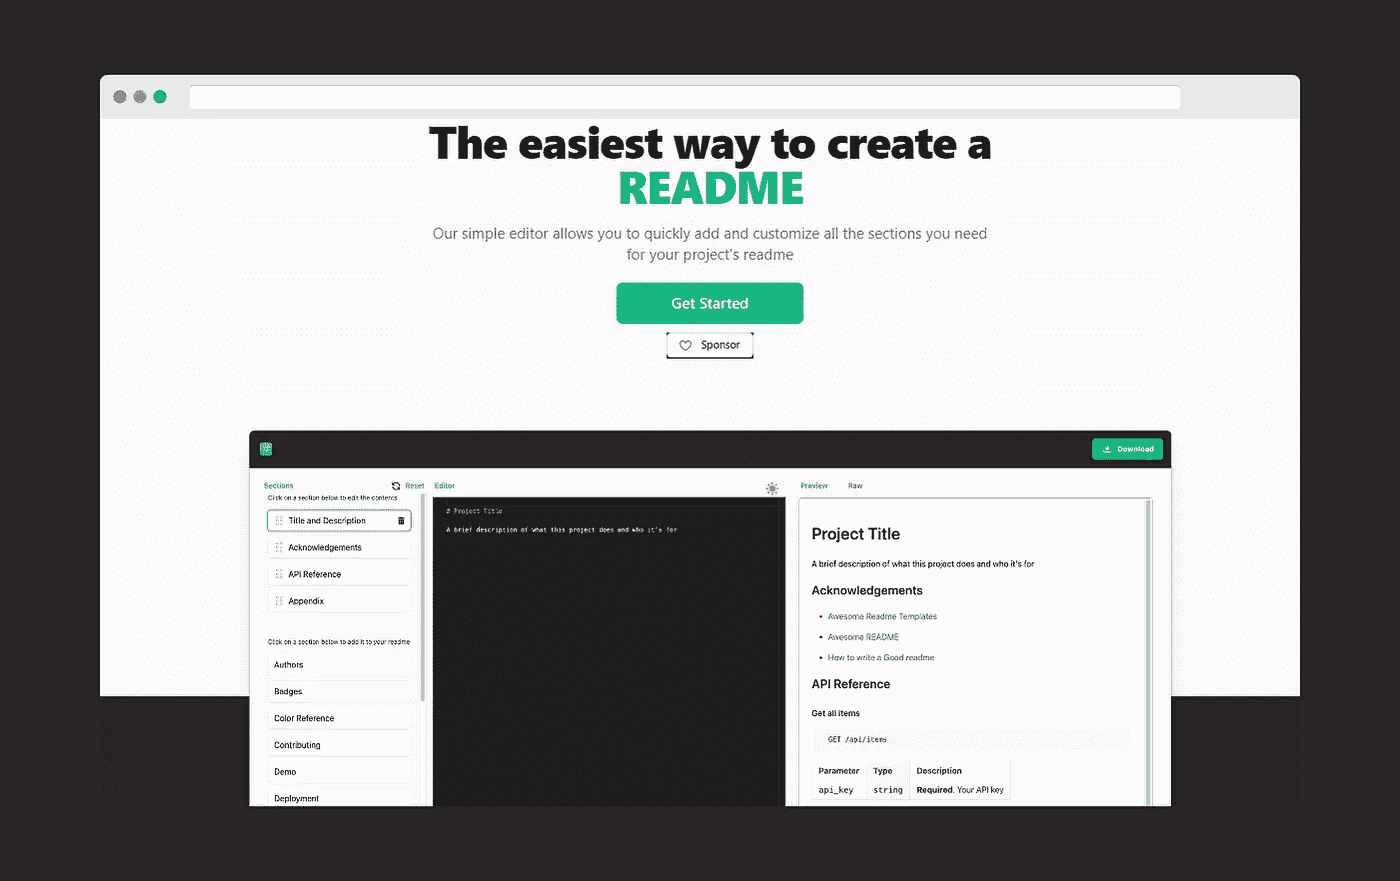 The easiest way to create a
README
Our simple editor allows you to quickly add and customize all the sections you need
for your project's readme
Get Started
Sponsor
Download
Sections
Reset
Click on a section below to edit the contents
Title and Description
Acknowledgements
API Reference
Appendix
Click on a section below to add it to your readme
Authors
Badges
Color Reference
Contributing
Demo
Deployment
Editor
# Project Title
A brief description of what this project does and who it's for
Preview Raw
Project Title
A brief description of what this project does and who it's for
Acknowledgements
• Awesome Readme Templates
• Awesome README
• How to write a Good readme
API Reference
Get all items
GET /api/items
Parameter Type Description
api_key string Required. Your API key